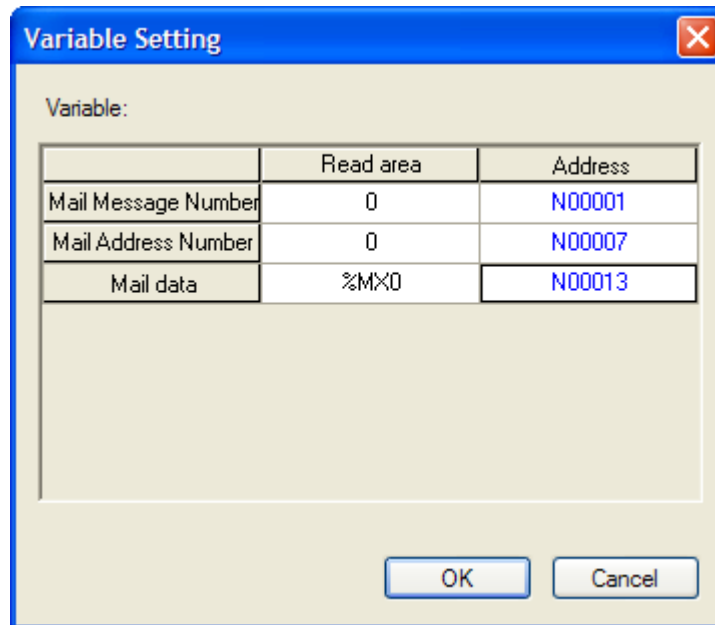 Variable Setting
Variable:
Read area Address
Mail Message Number 0 N00001
Mail Address Number 0 N00007
Mail data %MX0 N00013
OK Cancel